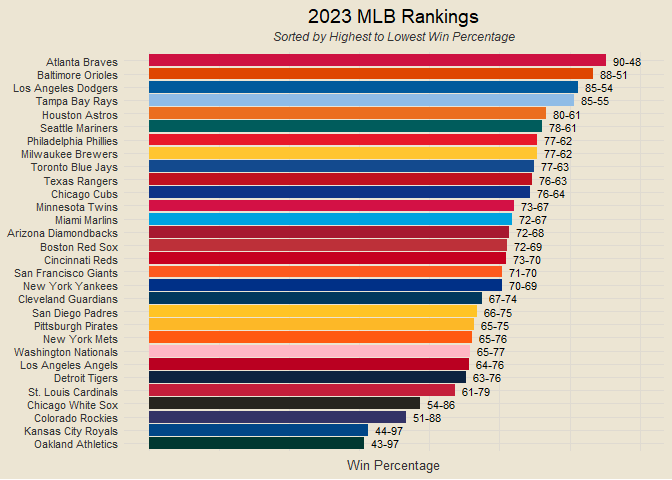 2023 MLB Rankings
Sorted by Highest to Lowest Win Percentage
Atlanta Braves 90-48
Baltimore Orioles 88-51
Los Angeles Dodgers 85-54
Tampa Bay Rays 85-55
Houston Astros 80-61
Seattle Mariners 78-61
Philadelphia Phillies 77-62
Milwaukee Brewers 77-62
Toronto Blue Jays 77-63
Texas Rangers 76-63
Chicago Cubs 76-64
Minnesota Twins 73-67
Miami Marlins 72-67
Arizona Diamondbacks 72-68
Boston Red Sox 72-69
Cincinnati Reds 73-70
San Francisco Giants 71-70
New York Yankees 70-69
Cleveland Guardians 67-74
San Diego Padres 66-75
Pittsburgh Pirates 65-75
New York Mets 65-76
Washington Nationals 65-77
Los Angeles Angels 64-76
Detroit Tigers 63-76
St. Louis Cardinals 61-79
Chicago White Sox 54-86
Colorado Rockies 51-88
Kansas City Royals 44-97
Oakland Athletics 43-97
Win Percentage